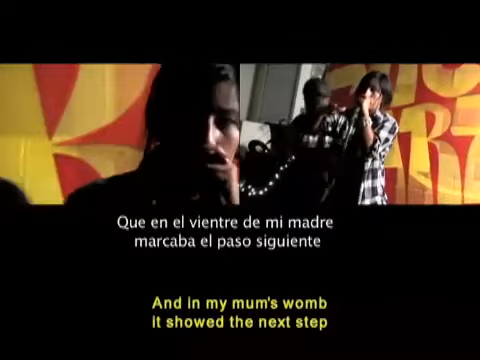 Que en el vientre de mi madre
marcaba el paso siguiente
And in my mum's womb
it showed the next step